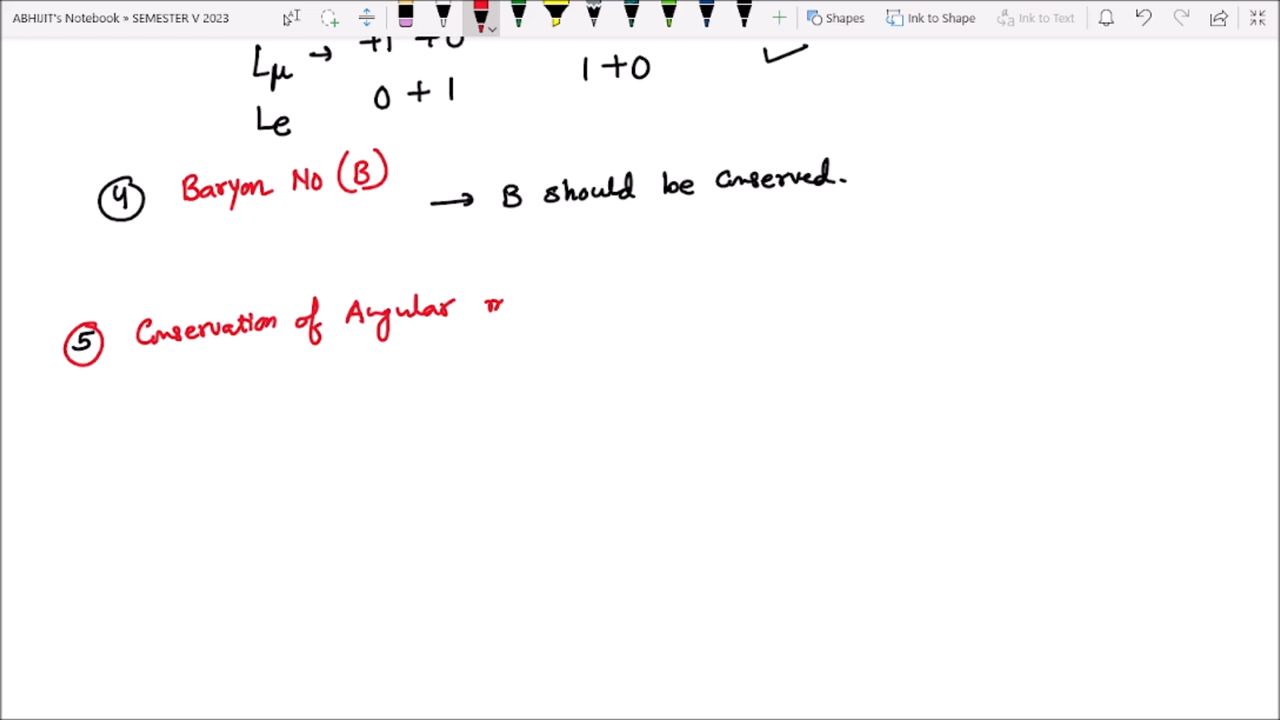 ABHIJIT's Notebook » SEMESTER V 2023 Shapes Ink to Shape Ink to Text
Lμ → +1 +0
1+0 ✓
0 + 1
Le
④ Baryon No (B) → B should be conserved.
⑤ Conservation of Angular m